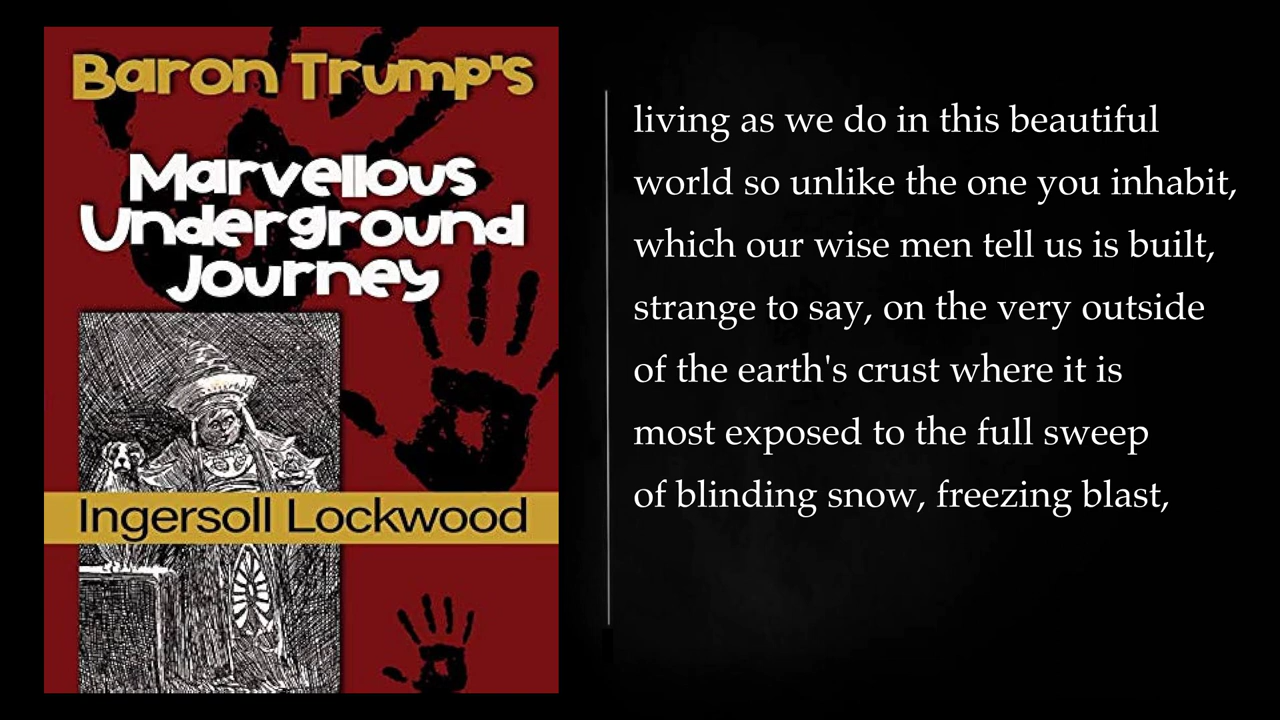 Baron Trump's
Marvellous
Underground
Journey
Ingersoll Lockwood
living as we do in this beautiful
world so unlike the one you inhabit,
which our wise men tell us is built,
strange to say, on the very outside
of the earth's crust where it is
most exposed to the full sweep
of blinding snow, freezing blast,